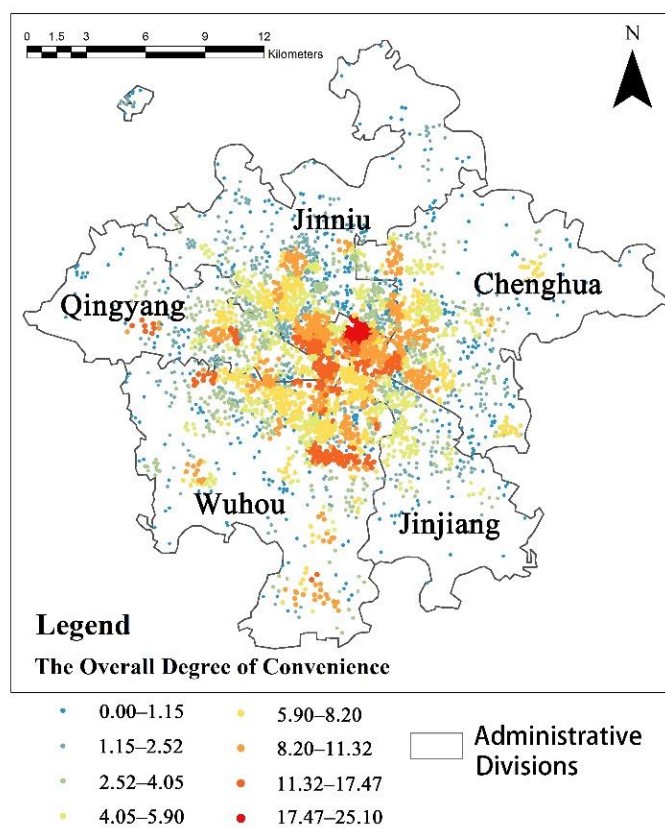 0 1.5 3 6 9 12
Kilometers
N
Jinniu
Chenghua
Qingyang
Wuhou
Jinjiang
Legend
The Overall Degree of Convenience
0.00–1.15
1.15–2.52
2.52–4.05
4.05–5.90
5.90–8.20
8.20–11.32
11.32–17.47
17.47–25.10
Administrative
Divisions